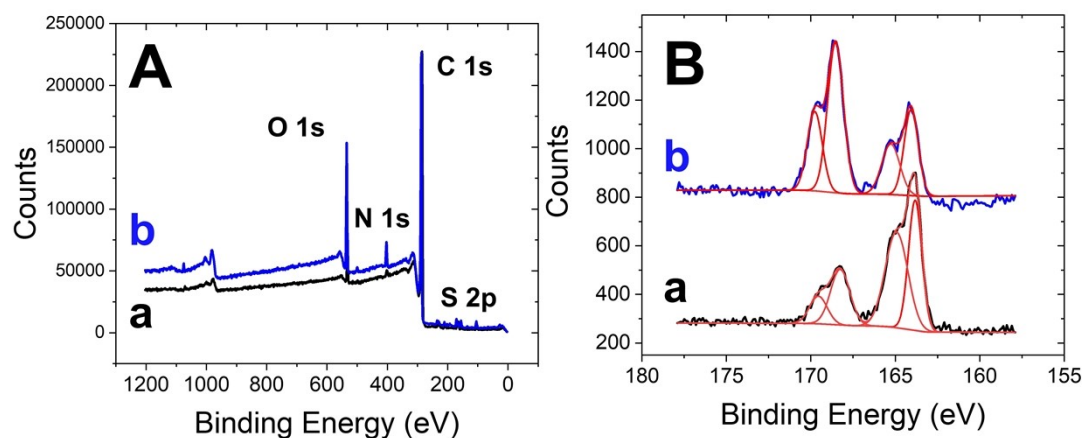 A
250000
200000
150000
100000
50000
0
Counts
C 1s
O 1s
N 1s
S 2p
b
a
1200 1000 800 600 400 200 0
Binding Energy (eV)
B
1400
1200
1000
800
600
400
200
Counts
b
a
180 175 170 165 160 155
Binding Energy (eV)